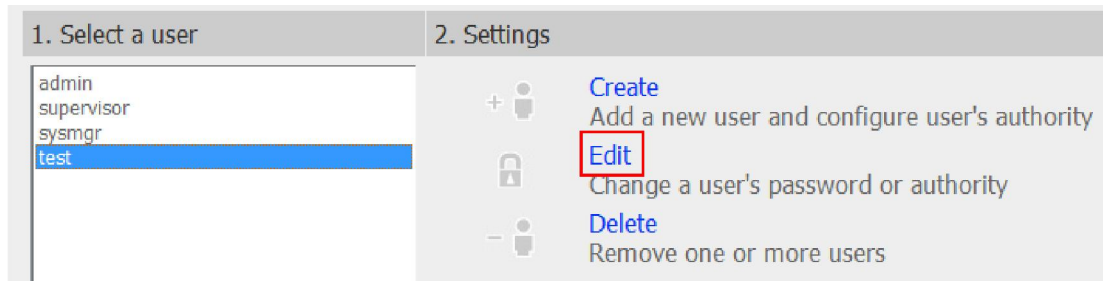 1. Select a user
2. Settings
admin
supervisor
sysmgr
test
Create
Add a new user and configure user's authority
Edit
Change a user's password or authority
Delete
Remove one or more users